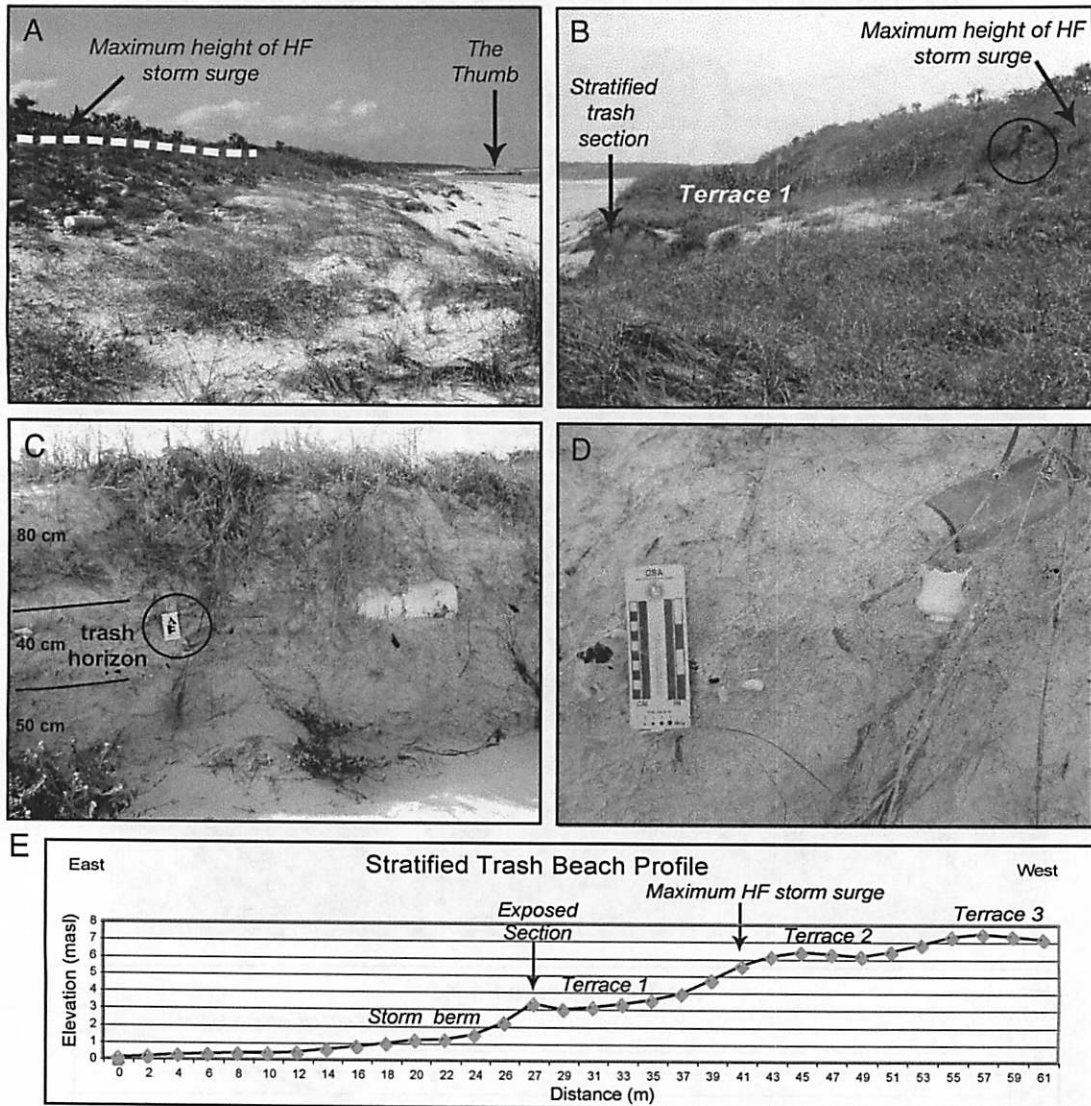 A
Maximum height of HF
storm surge
The
Thumb
B
Maximum height of HF
storm surge
Stratified
trash
section
Terrace 1
C
80 cm
trash
horizon
40 cm
50 cm
D
E
East
Stratified Trash Beach Profile
West
Maximum HF storm surge
Exposed
Section
Terrace 3
Terrace 2
Terrace 1
Storm berm
Elevation (masl)
8
7
6
5
4
3
2
1
0
0 2 4 6 8 10 12 14 16 18 20 22 24 26 27 29 31 33 35 37 39 41 43 45 47 49 51 53 55 57 59 61
Distance (m)